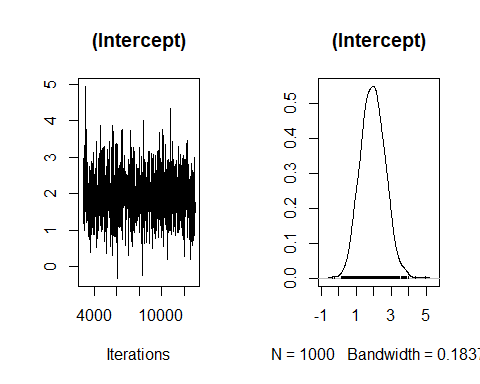 (Intercept)
5
4
3
2
1
0
4000 10000
Iterations
(Intercept)
0.5
0.4
0.3
0.2
0.1
0.0
-1 1 3 5
N = 1000 Bandwidth = 0.1837